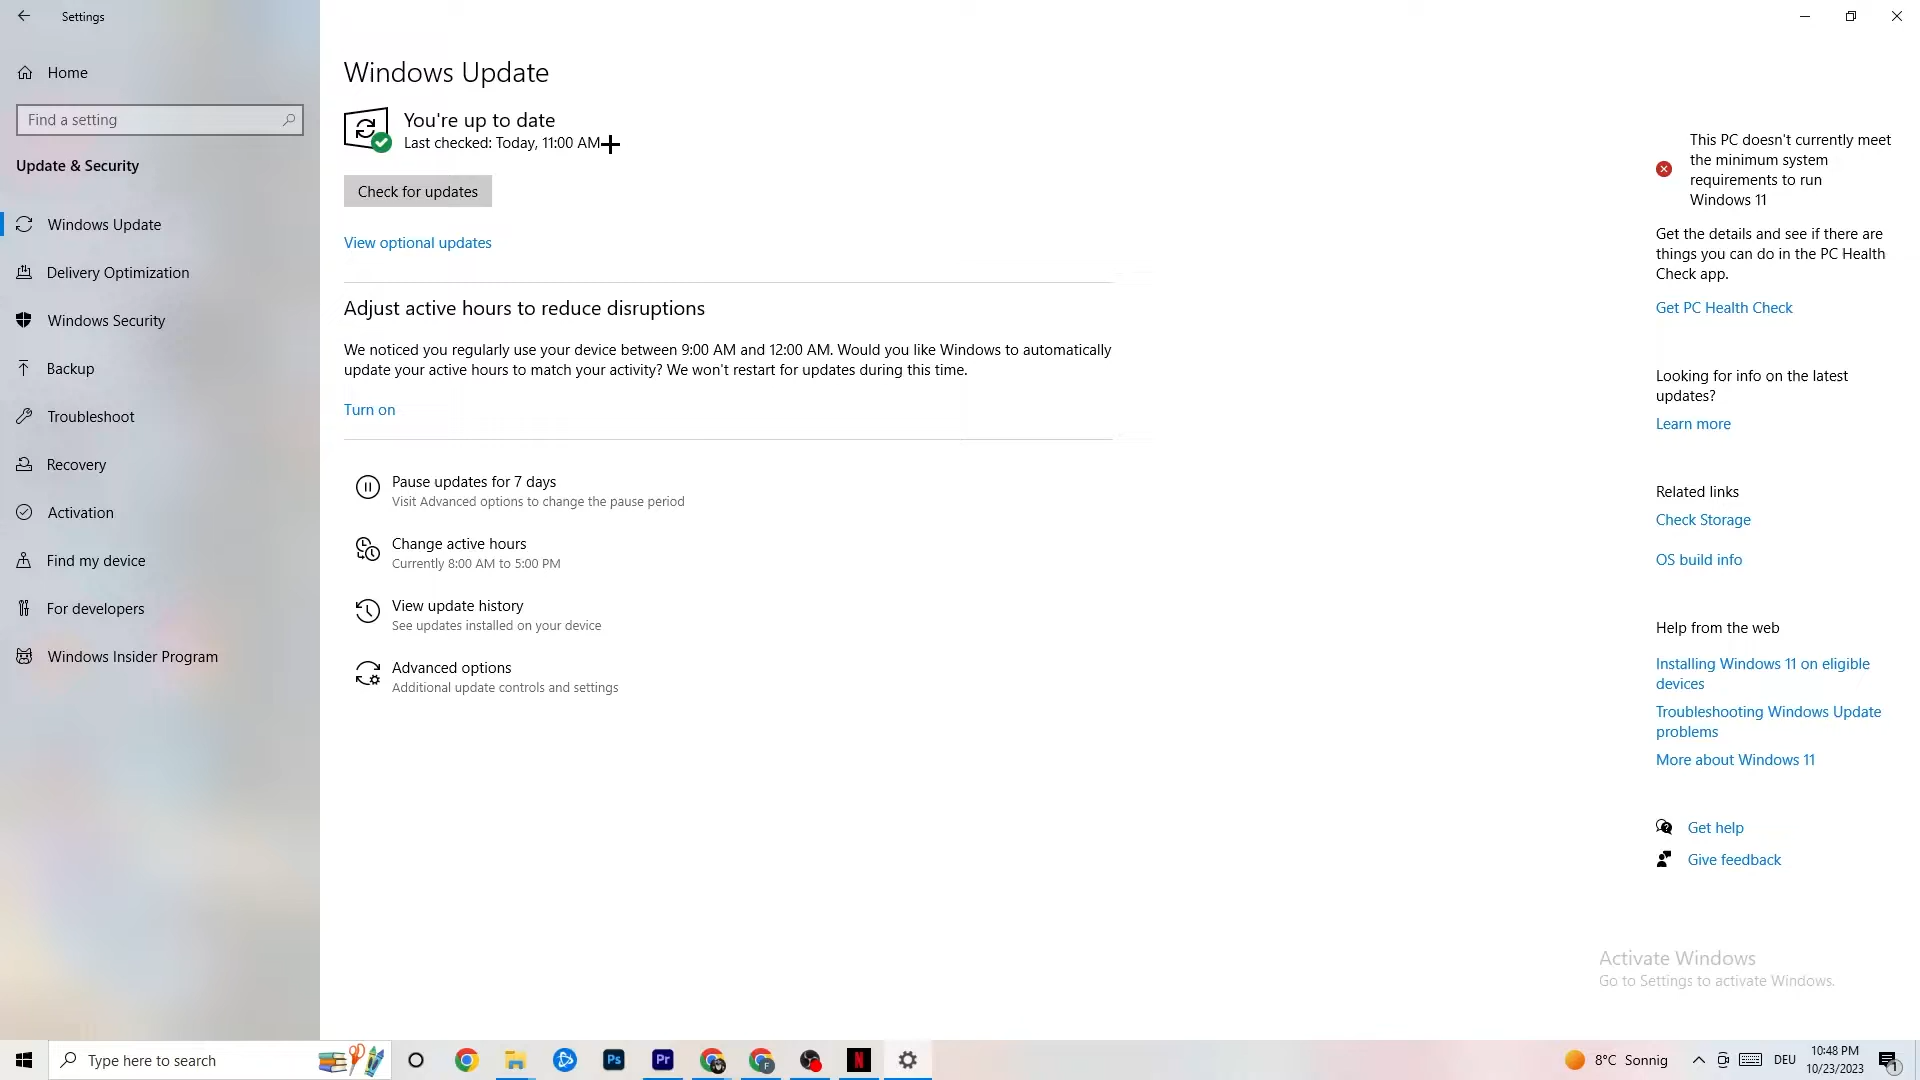 Settings
Home
Find a setting
Update & Security
Windows Update
Delivery Optimization
Windows Security
Backup
Troubleshoot
Recovery
Activation
Find my device
For developers
Windows Insider Program
Windows Update
You're up to date
Last checked: Today, 11:00 AM
Check for updates
View optional updates
Adjust active hours to reduce disruptions
We noticed you regularly use your device between 9:00 AM and 12:00 AM. Would you like Windows to automatically
update your active hours to match your activity? We won't restart for updates during this time.
Turn on
Pause updates for 7 days
Visit Advanced options to change the pause period
Change active hours
Currently 8:00 AM to 5:00 PM
View update history
See updates installed on your device
Advanced options
Additional update controls and settings
This PC doesn't currently meet
the minimum system
requirements to run
Windows 11
Get the details and see if there are
things you can do in the PC Health
Check app.
Get PC Health Check
Looking for info on the latest
updates?
Learn more
Related links
Check Storage
OS build info
Help from the web
Installing Windows 11 on eligible
devices
Troubleshooting Windows Update
problems
More about Windows 11
Get help
Give feedback
Activate Windows
Go to Settings to activate Windows.
Type here to search
Ps
Pr
F
N
8°C Sonnig
DEU
10:48 PM
10/23/2023
1